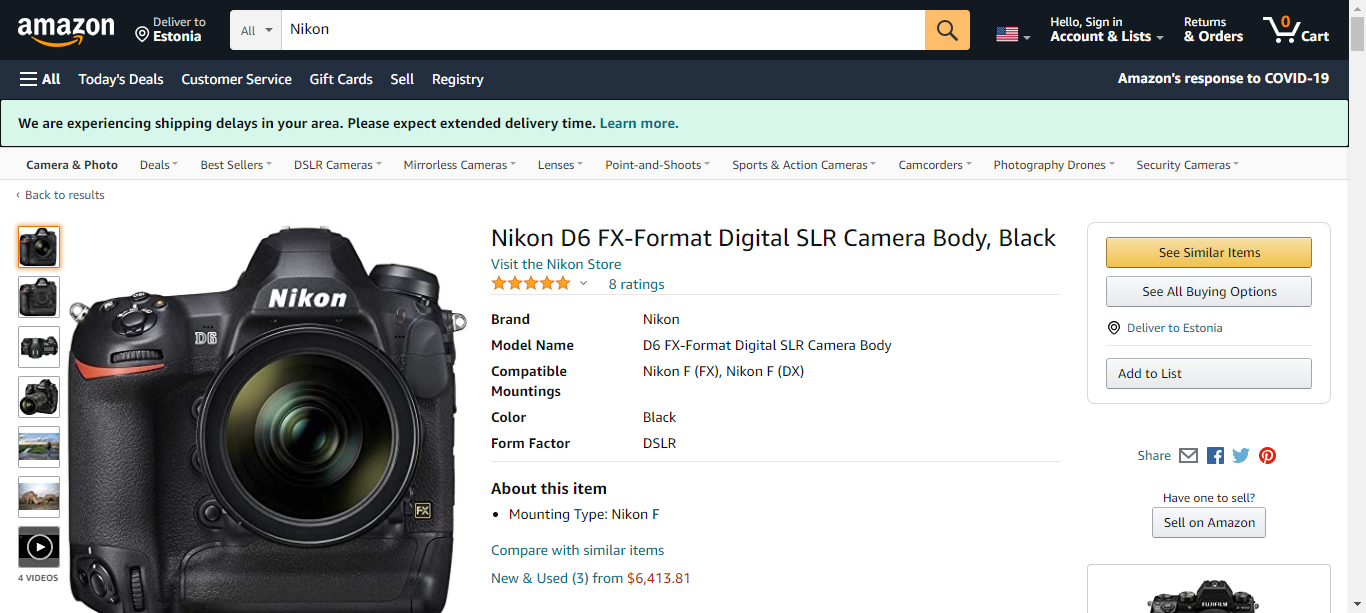 amazon
Deliver to
Estonia
All
Nikon
Hello, Sign in
Account & Lists
Returns
& Orders
0
Cart
All
Today's Deals
Customer Service
Gift Cards
Sell
Registry
Amazon's response to COVID-19
We are experiencing shipping delays in your area. Please expect extended delivery time. Learn more.
Camera & Photo
Deals
Best Sellers
DSLR Cameras
Mirrorless Cameras
Lenses
Point-and-Shoots
Sports & Action Cameras
Camcorders
Photography Drones
Security Cameras
‹ Back to results
4 VIDEOS
Nikon
D6
FX
Nikon D6 FX-Format Digital SLR Camera Body, Black
Visit the Nikon Store
8 ratings
Brand Nikon
Model Name D6 FX-Format Digital SLR Camera Body
Compatible Nikon F (FX), Nikon F (DX)
Mountings
Color Black
Form Factor DSLR
About this item
• Mounting Type: Nikon F
Compare with similar items
New & Used (3) from $6,413.81
See Similar Items
See All Buying Options
Deliver to Estonia
Add to List
Share
Have one to sell?
Sell on Amazon
FUJIFILM